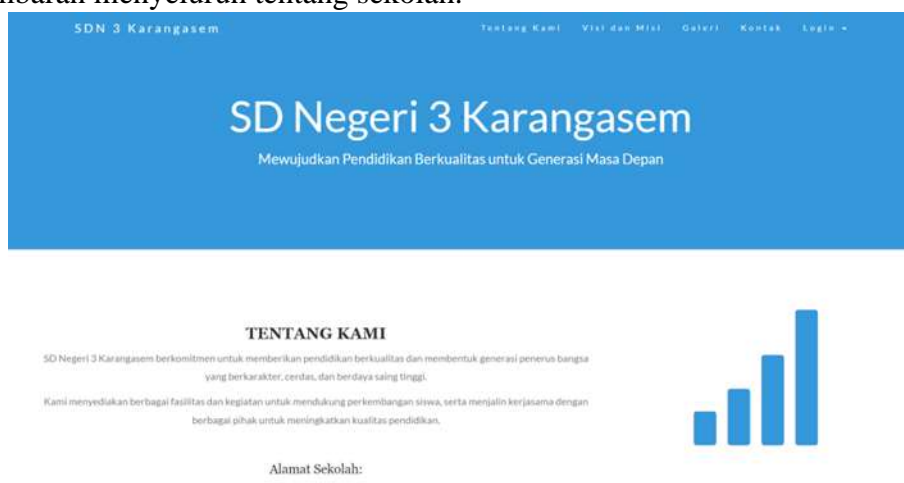 menyeluruh tentang sekolah.
SDN 3 Karangasem
Tentang Kami Visi dan Misi Galeri Kontak Login
SD Negeri 3 Karangasem
Mewujudkan Pendidikan Berkualitas untuk Generasi Masa Depan
TENTANG KAMI
SD Negeri 3 Karangasem berkomitmen untuk memberikan pendidikan berkualitas dan membentuk generasi penerus bangsa
yang berkarakter, cerdas, dan berdaya saing tinggi.
Kami menyediakan berbagai fasilitas dan kegiatan untuk mendukung perkembangan siswa, serta menjalin kerjasama dengan
berbagai pihak untuk meningkatkan kualitas pendidikan.
Alamat Sekolah: